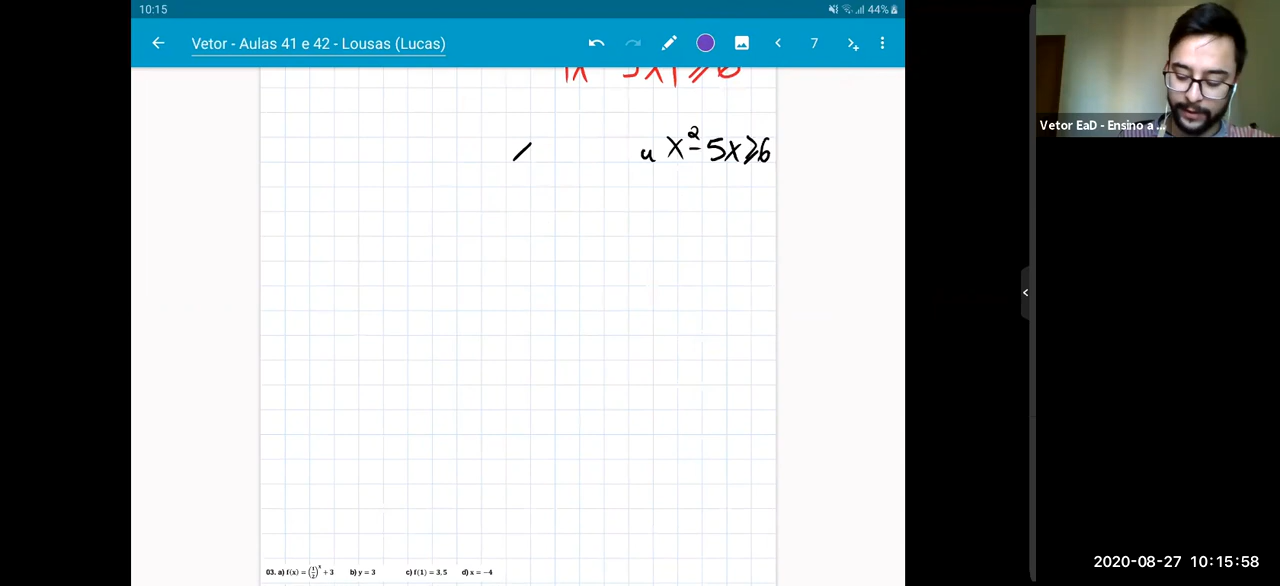 10:15
44%
Vetor - Aulas 41 e 42 - Lousas (Lucas)
7
x² - 5x ≥ 6
Vetor EaD - Ensino a ...
03. a) f(x) = (1/2)^x + 3 b) y = 3 c) f(1) = 3,5 d) x = −4
2020-08-27 10:15:58